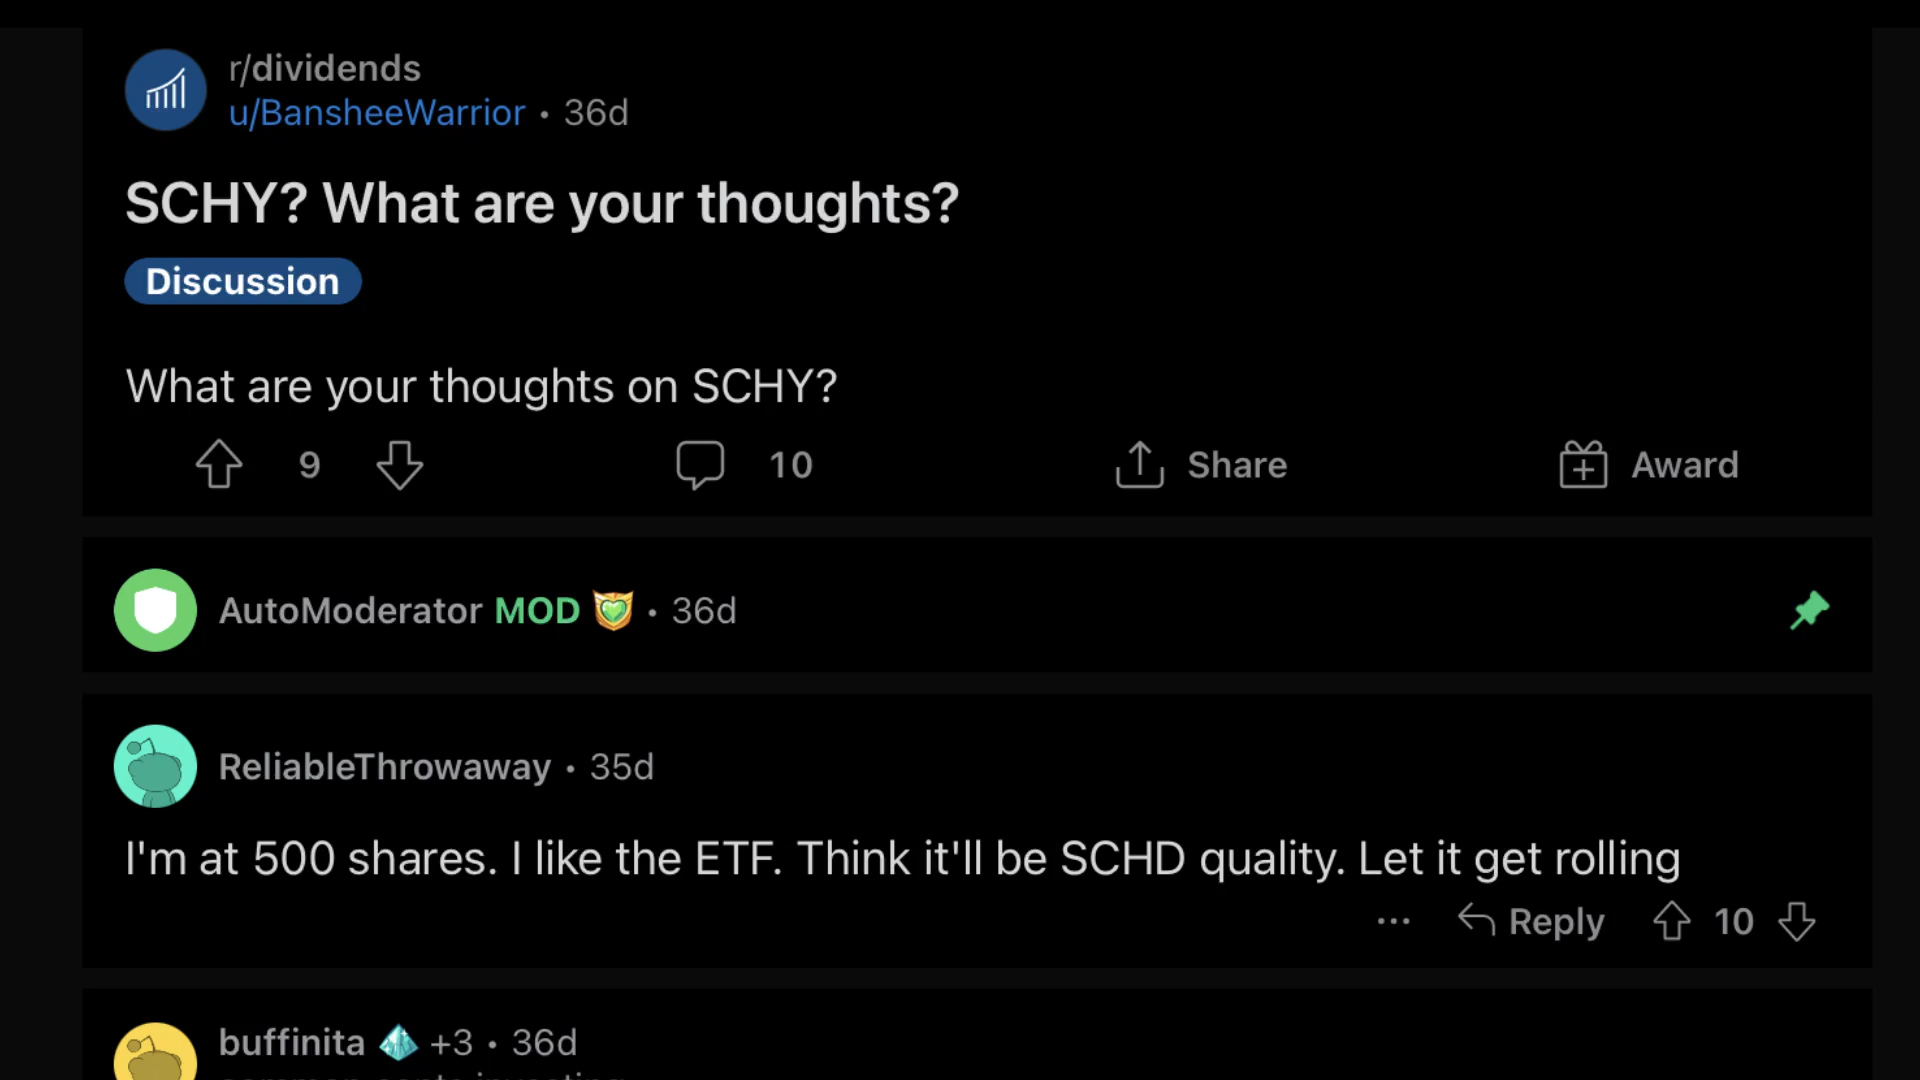 r/dividends
u/BansheeWarrior • 36d
SCHY? What are your thoughts?
Discussion
What are your thoughts on SCHY?
9 10 Share Award
AutoModerator MOD • 36d
ReliableThrowaway • 35d
I'm at 500 shares. I like the ETF. Think it'll be SCHD quality. Let it get rolling
... Reply 10
buffinita +3 • 36d